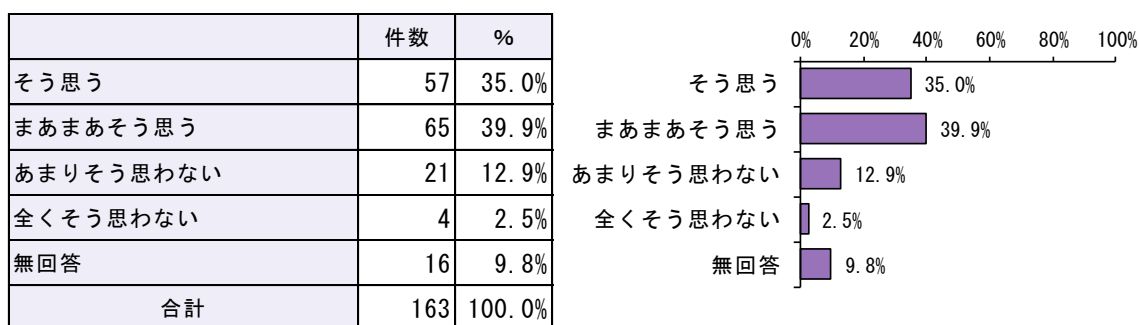 件数 %
そう思う 57 35.0%
まあまあそう思う 65 39.9%
あまりそう思わない 21 12.9%
全くそう思わない 4 2.5%
無回答 16 9.8%
合計 163 100.0%
0% 20% 40% 60% 80% 100%
そう思う 35.0%
まあまあそう思う 39.9%
あまりそう思わない 12.9%
全くそう思わない 2.5%
無回答 9.8%